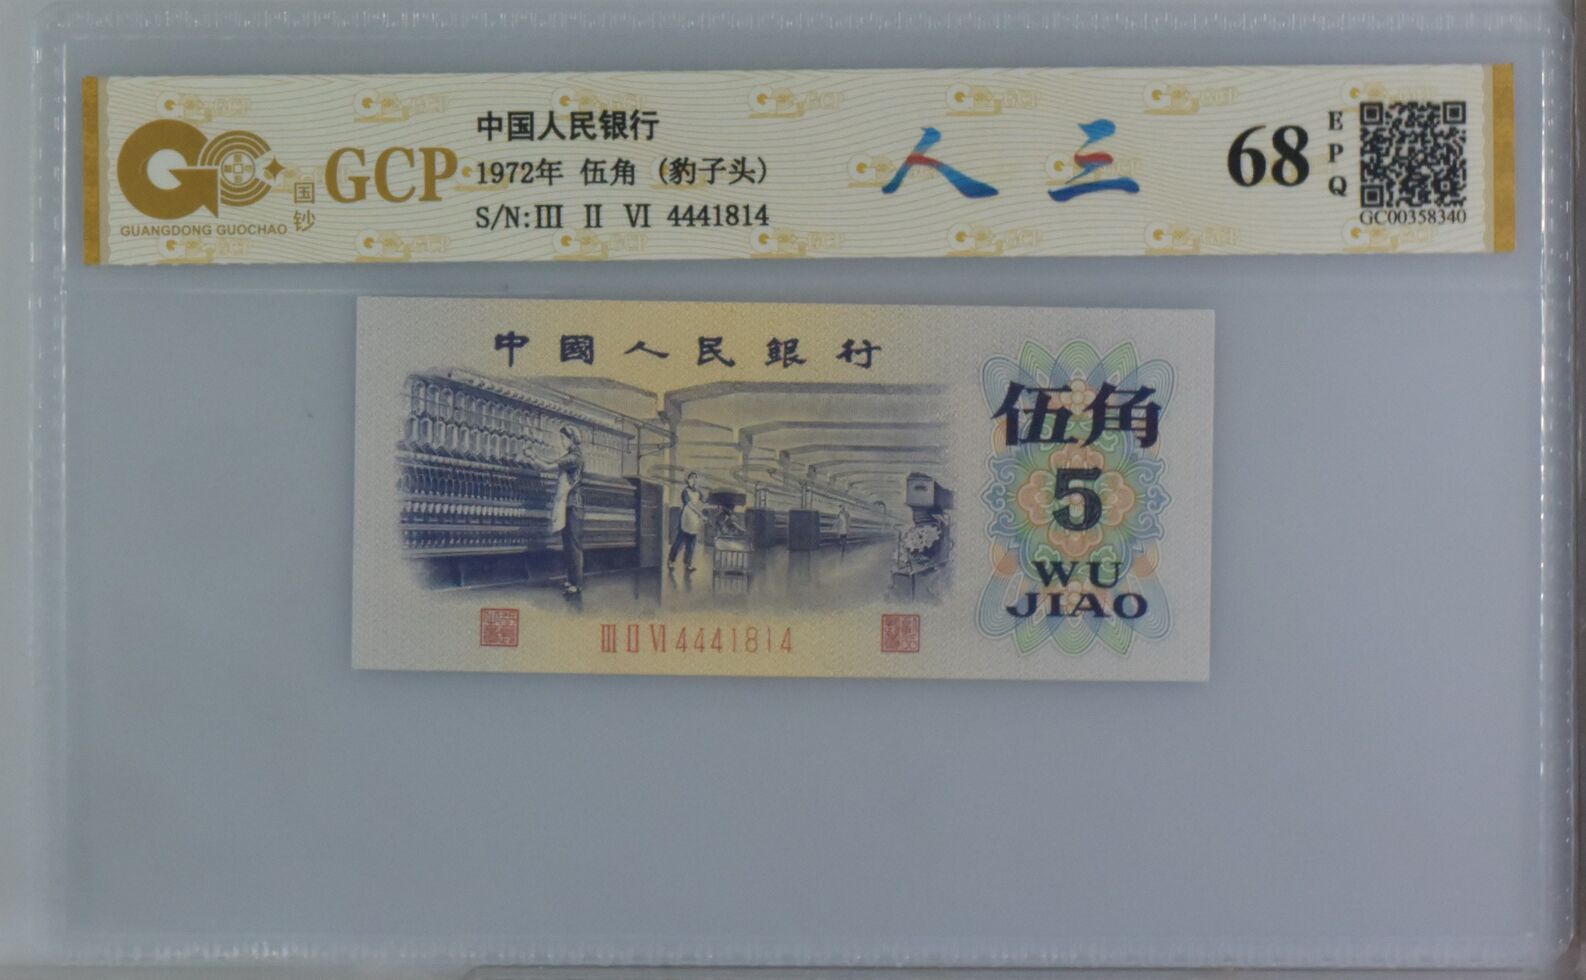 中国人民银行
1972年 伍角 (豹子头)
S/N:Ⅲ Ⅱ Ⅵ 4441814
GCP
国钞
GUANGDONG GUOCHAO
人三
68
EPQ
GC00358340
中國人民銀行
伍角
5
WU
JIAO
Ⅲ Ⅱ Ⅵ 4441814